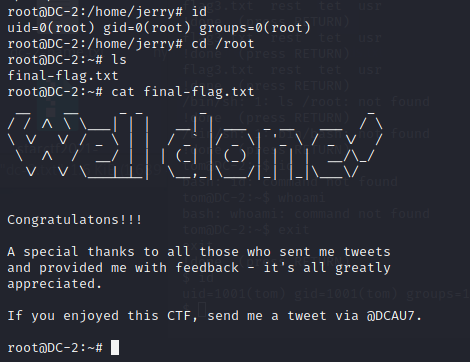 root@DC-2:/home/jerry# id
uid=0(root) gid=0(root) groups=0(root)
root@DC-2:/home/jerry# cd /root
root@DC-2:~# ls
final-flag.txt
root@DC-2:~# cat final-flag.txt
Well done!
Congratulatons!!!
A special thanks to all those who sent me tweets
and provided me with feedback - it's all greatly
appreciated.
If you enjoyed this CTF, send me a tweet via @DCAU7.
root@DC-2:~#